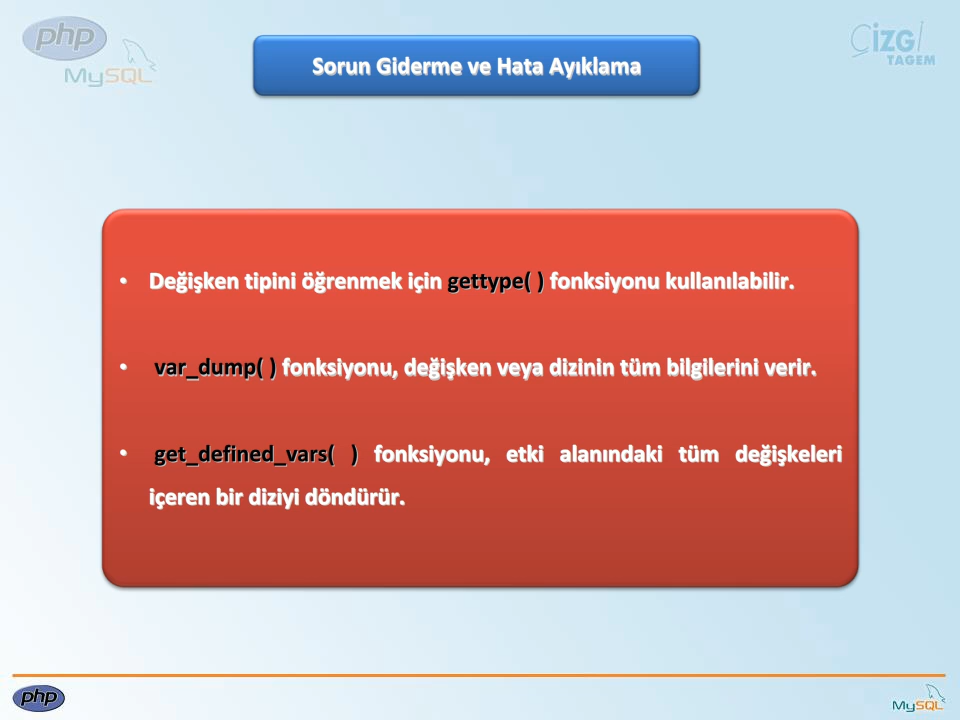 php
MySQL
ÇizGi
TAGEM
Sorun Giderme ve Hata Ayıklama
• Değişken tipini öğrenmek için gettype( ) fonksiyonu kullanılabilir.
• var_dump( ) fonksiyonu, değişken veya dizinin tüm bilgilerini verir.
• get_defined_vars( ) fonksiyonu, etki alanındaki tüm değişkeleri
içeren bir diziyi döndürür.
php
MySQL